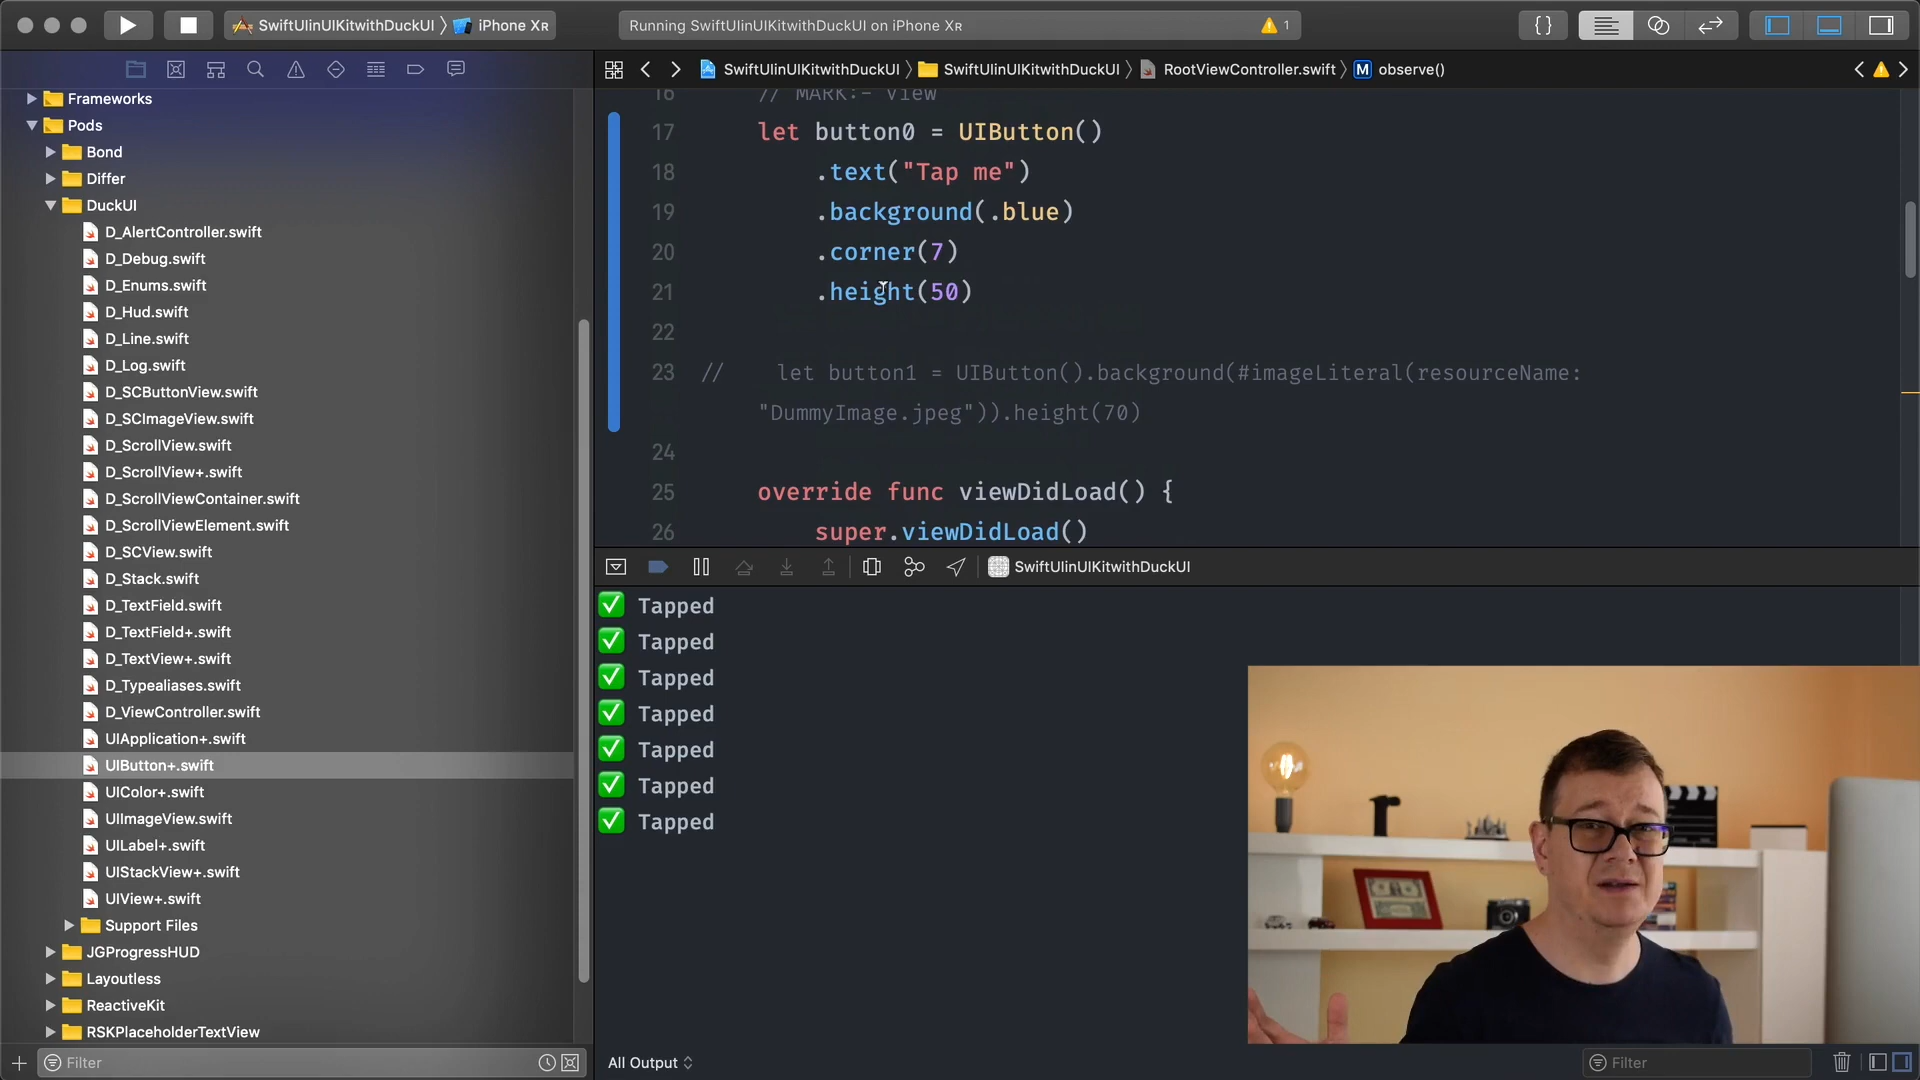 SwiftUIinUIKitwithDuckUI
iPhone XR
Running SwiftUIinUIKitwithDuckUI on iPhone XR
1
{}
SwiftUIinUIKitwithDuckUI
SwiftUIinUIKitwithDuckUI
RootViewController.swift
M observe()
Frameworks
Pods
Bond
Differ
DuckUI
D_AlertController.swift
D_Debug.swift
D_Enums.swift
D_Hud.swift
D_Line.swift
D_Log.swift
D_SCButtonView.swift
D_SCImageView.swift
D_ScrollView.swift
D_ScrollView+.swift
D_ScrollViewContainer.swift
D_ScrollViewElement.swift
D_SCView.swift
D_Stack.swift
D_TextField.swift
D_TextField+.swift
D_TextView+.swift
D_Typealiases.swift
D_ViewController.swift
UIApplication+.swift
UIButton+.swift
UIColor+.swift
UIImageView.swift
UILabel+.swift
UIStackView+.swift
UIView+.swift
Support Files
JGProgressHUD
Layoutless
ReactiveKit
RSKPlaceholderTextView
Filter
16 // MARK:- View
17 let button0 = UIButton()
18 .text("Tap me")
19 .background(.blue)
20 .corner(7)
21 .height(50)
22
23 // let button1 = UIButton().background(#imageLiteral(resourceName:
"DummyImage.jpeg")).height(70)
24
25 override func viewDidLoad() {
26 super.viewDidLoad()
SwiftUIinUIKitwithDuckUI
✅ Tapped
✅ Tapped
✅ Tapped
✅ Tapped
✅ Tapped
✅ Tapped
✅ Tapped
All Output
Filter